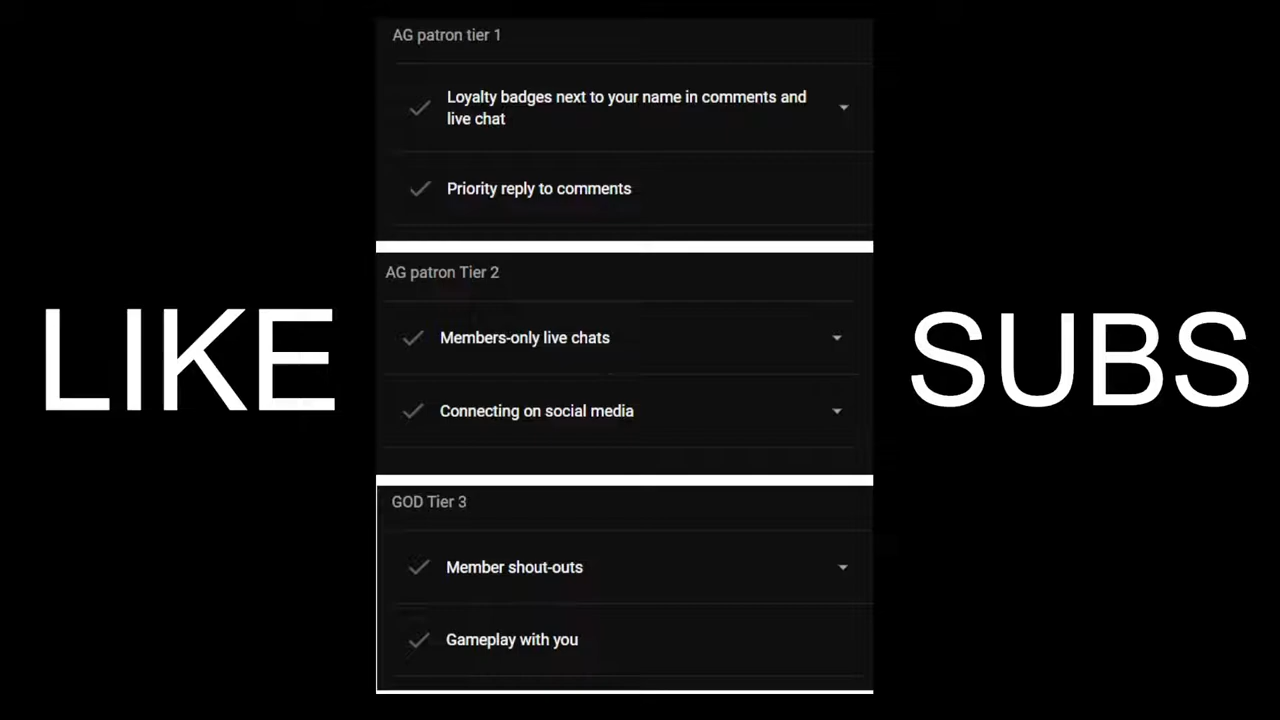 LIKE
AG patron tier 1
Loyalty badges next to your name in comments and
live chat
Priority reply to comments
AG patron Tier 2
Members-only live chats
Connecting on social media
GOD Tier 3
Member shout-outs
Gameplay with you
SUBS